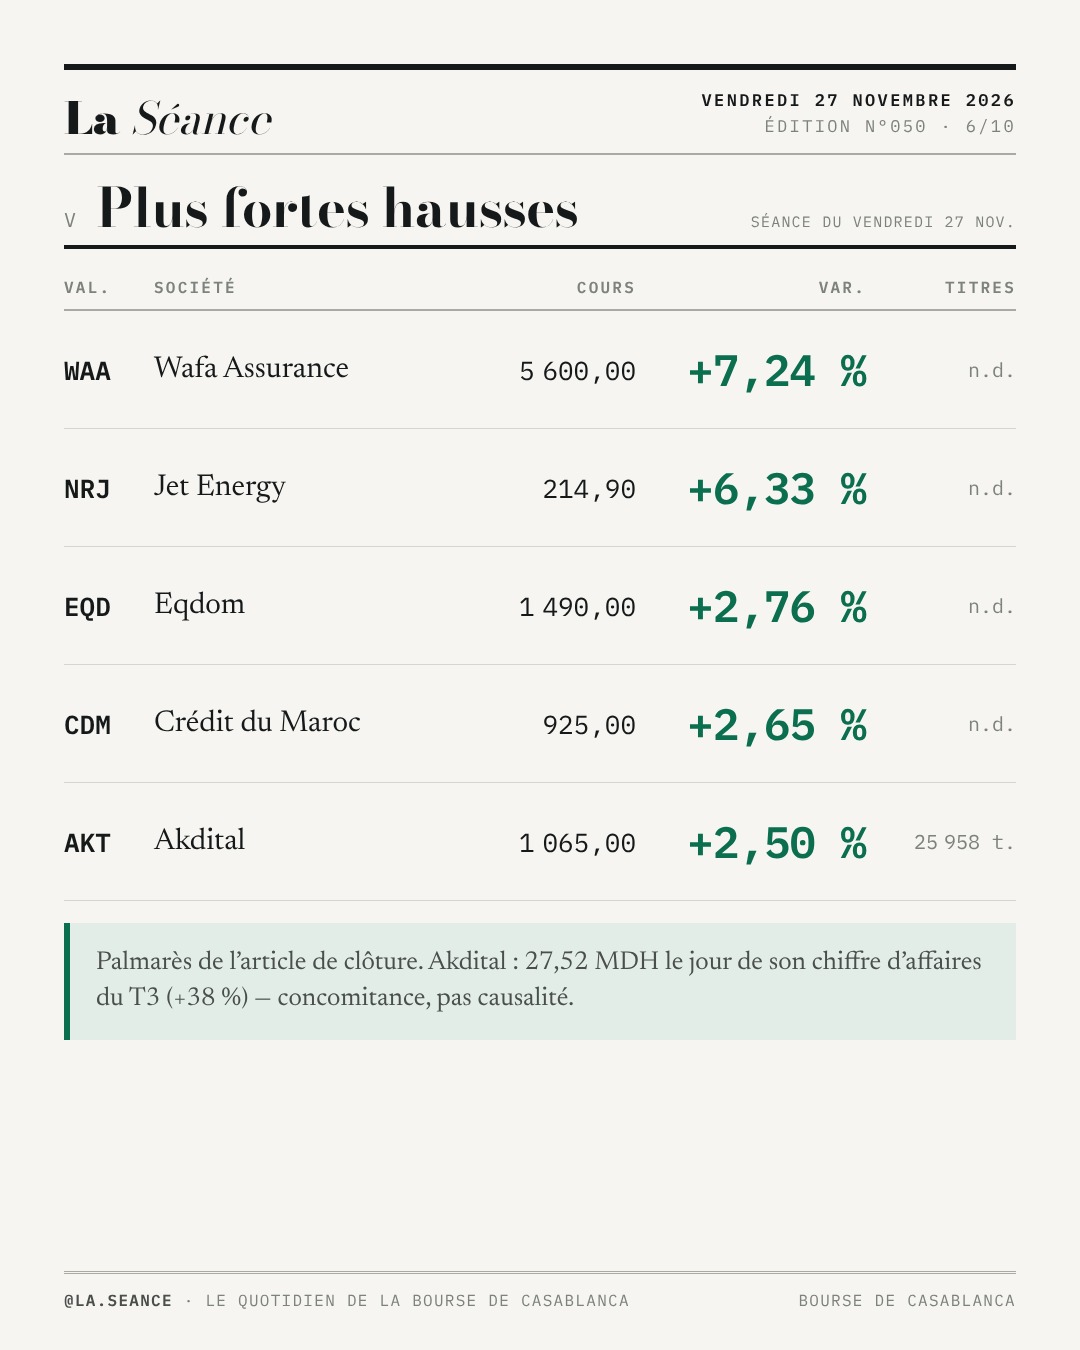 La Séance
VENDREDI 27 NOVEMBRE 2026
ÉDITION N°050 · 6/10
V Plus fortes hausses
SÉANCE DU VENDREDI 27 NOV.
VAL. SOCIÉTÉ COURS VAR. TITRES
WAA Wafa Assurance 5 600,00 +7,24 % n.d.
NRJ Jet Energy 214,90 +6,33 % n.d.
EQD Eqdom 1 490,00 +2,76 % n.d.
CDM Crédit du Maroc 925,00 +2,65 % n.d.
AKT Akdital 1 065,00 +2,50 % 25 958 t.
Palmarès de l’article de clôture. Akdital : 27,52 MDH le jour de son chiffre d’affaires
du T3 (+38 %) — concomitance, pas causalité.
@LA.SEANCE · LE QUOTIDIEN DE LA BOURSE DE CASABLANCA
BOURSE DE CASABLANCA